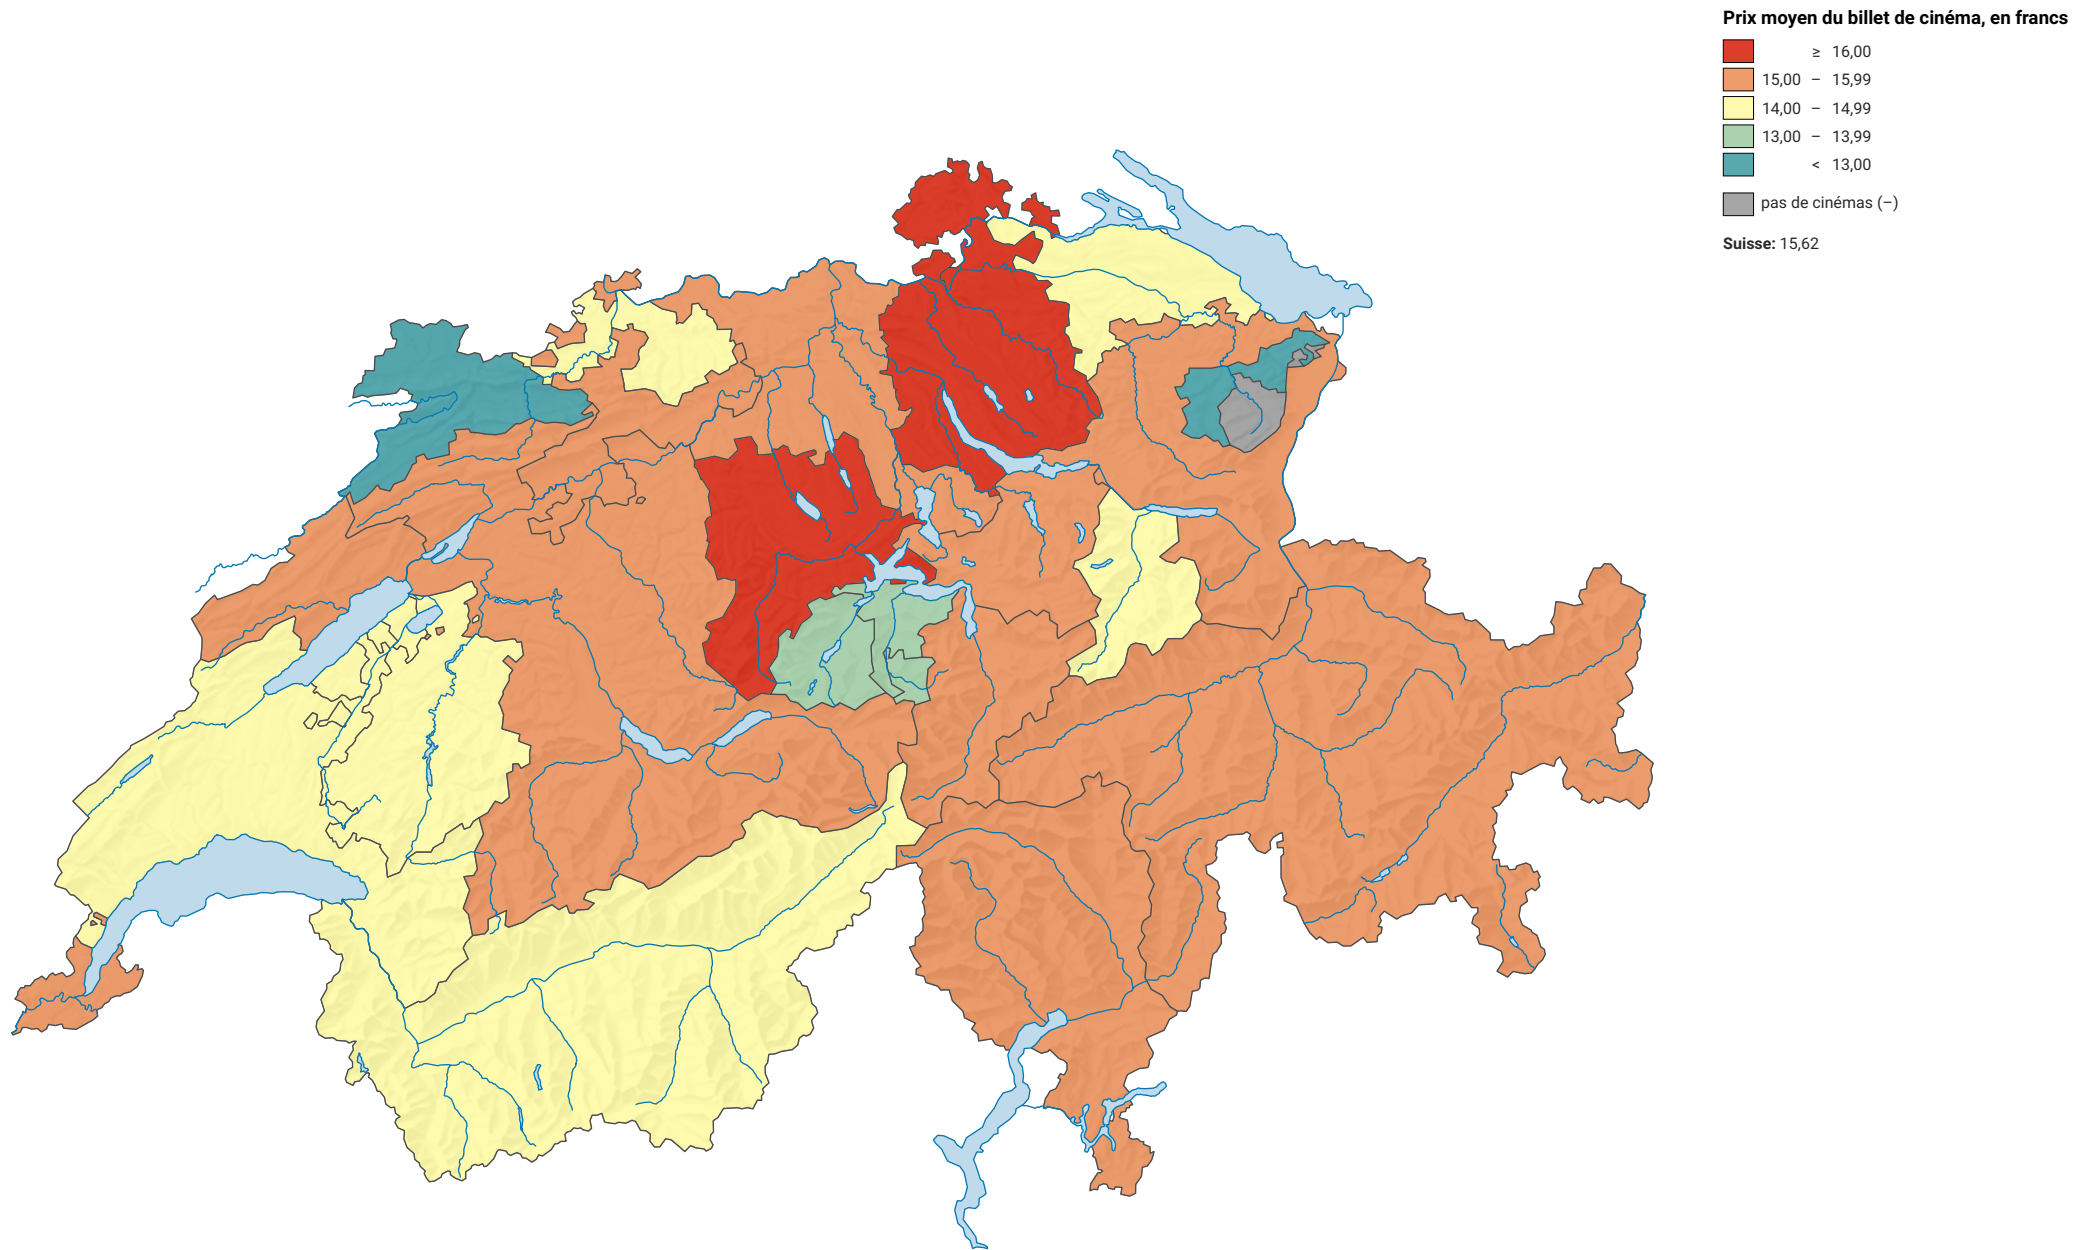 Prix moyen du billet de cinéma, en francs
≥ 16,00
15,00 – 15,99
14,00 – 14,99
13,00 – 13,99
< 13,00
pas de cinémas (–)
Suisse: 15,62